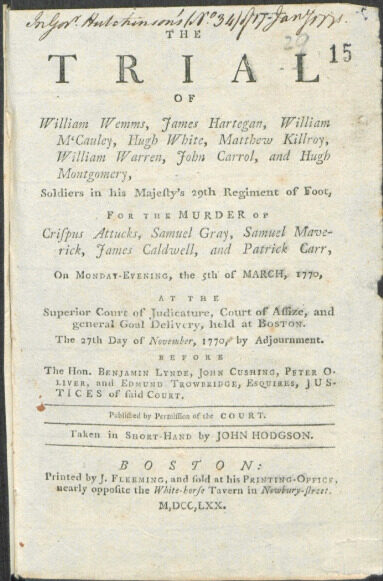 In Gov.r Hutchinson's (No 34) of 17 Jan.y 1771.
20
15
THE
TRIAL
OF
William Wemms, James Hartegan, William
M'Cauley, Hugh White, Matthew Killroy,
William Warren, John Carrol, and Hugh
Montgomery,
Soldiers in his Majeſty's 29th Regiment of Foot,
FOR THE MURDER OF
Criſpus Attucks, Samuel Gray, Samuel Mave-
rick, James Caldwell, and Patrick Carr,
On MONDAY-EVENING, the 5th of MARCH, 1770,
AT THE
Superior Court of Judicature, Court of Aſſize, and
general Goal Delivery, held at BOSTON.
The 27th Day of November, 1770, by Adjournment.
BEFORE
The Hon. BENJAMIN LYNDE, JOHN CUSHING, PETER O-
LIVER, and EDMUND TROWBRIDGE, ESQUIRES, JUS-
TICES of ſaid COURT.
Publiſhed by Permiſſion of the COURT.
Taken in SHORT-HAND by JOHN HODGSON.
BOSTON:
Printed by J. FLEEMING, and ſold at his PRINTING-OFFICE,
nearly oppoſite the White-horſe Tavern in Newbury-ſtreet.
M,DCC,LXX.